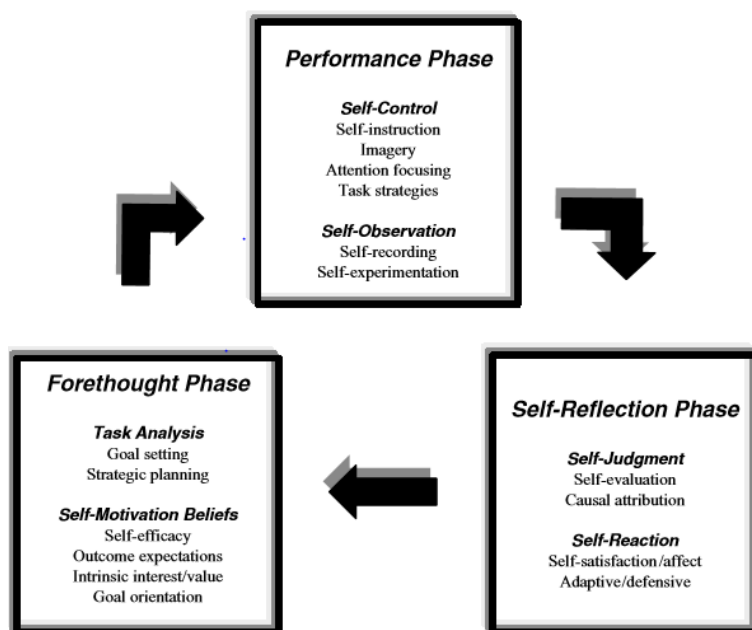 Performance Phase
Self-Control
Self-instruction
Imagery
Attention focusing
Task strategies
Self-Observation
Self-recording
Self-experimentation
Forethought Phase
Task Analysis
Goal setting
Strategic planning
Self-Motivation Beliefs
Self-efficacy
Outcome expectations
Intrinsic interest/value
Goal orientation
Self-Reflection Phase
Self-Judgment
Self-evaluation
Causal attribution
Self-Reaction
Self-satisfaction/affect
Adaptive/defensive